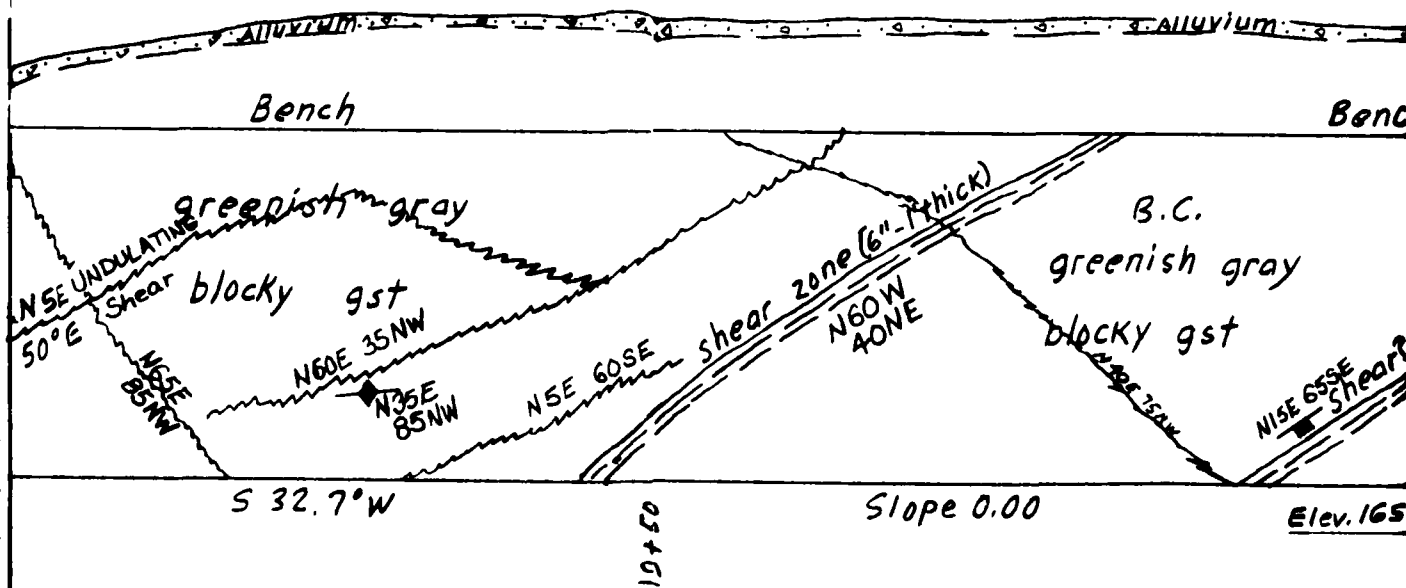 Alluvium
Alluvium
Bench
Benc
greenish gray
blocky gst
N5E UNDULATING
Shear
50°E
N65E
85NW
N60E 35NW
N35E
85NW
N5E 60SE
shear zone (6"-1' thick)
N60W
40NE
B.C.
greenish gray
blocky gst
75NW
N15E 65SE
Shear
S 32.7°W
Slope 0.00
Elev. 165